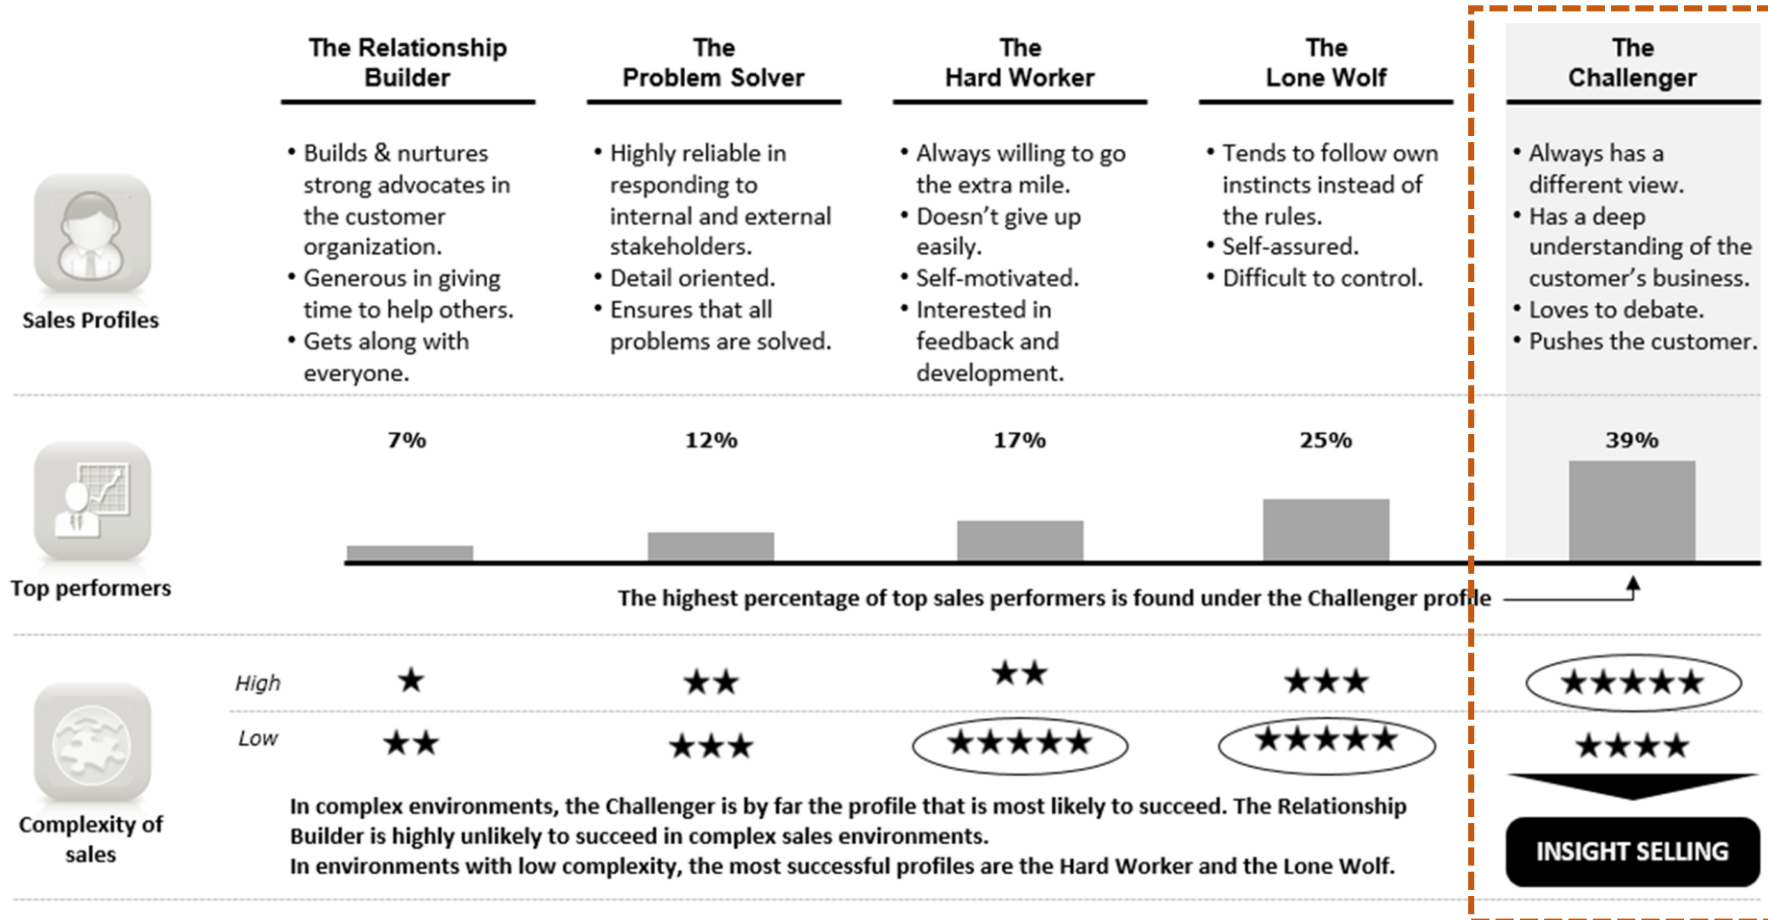 The Relationship
Builder
The
Problem Solver
The
Hard Worker
The
Lone Wolf
The
Challenger
Sales Profiles
• Builds & nurtures
strong advocates in
the customer
organization.
• Generous in giving
time to help others.
• Gets along with
everyone.
• Highly reliable in
responding to
internal and external
stakeholders.
• Detail oriented.
• Ensures that all
problems are solved.
• Always willing to go
the extra mile.
• Doesn't give up
easily.
• Self-motivated.
• Interested in
feedback and
development.
• Tends to follow own
instincts instead of
the rules.
• Self-assured.
• Difficult to control.
• Always has a
different view.
• Has a deep
understanding of the
customer's business.
• Loves to debate.
• Pushes the customer.
Top performers
7%
12%
17%
25%
39%
The highest percentage of top sales performers is found under the Challenger profile
Complexity of
sales
High
★
★★
★★
★★★
★★★★★
Low
★★
★★★
★★★★★
★★★★★
★★★★
In complex environments, the Challenger is by far the profile that is most likely to succeed. The Relationship
Builder is highly unlikely to succeed in complex sales environments.
In environments with low complexity, the most successful profiles are the Hard Worker and the Lone Wolf.
INSIGHT SELLING